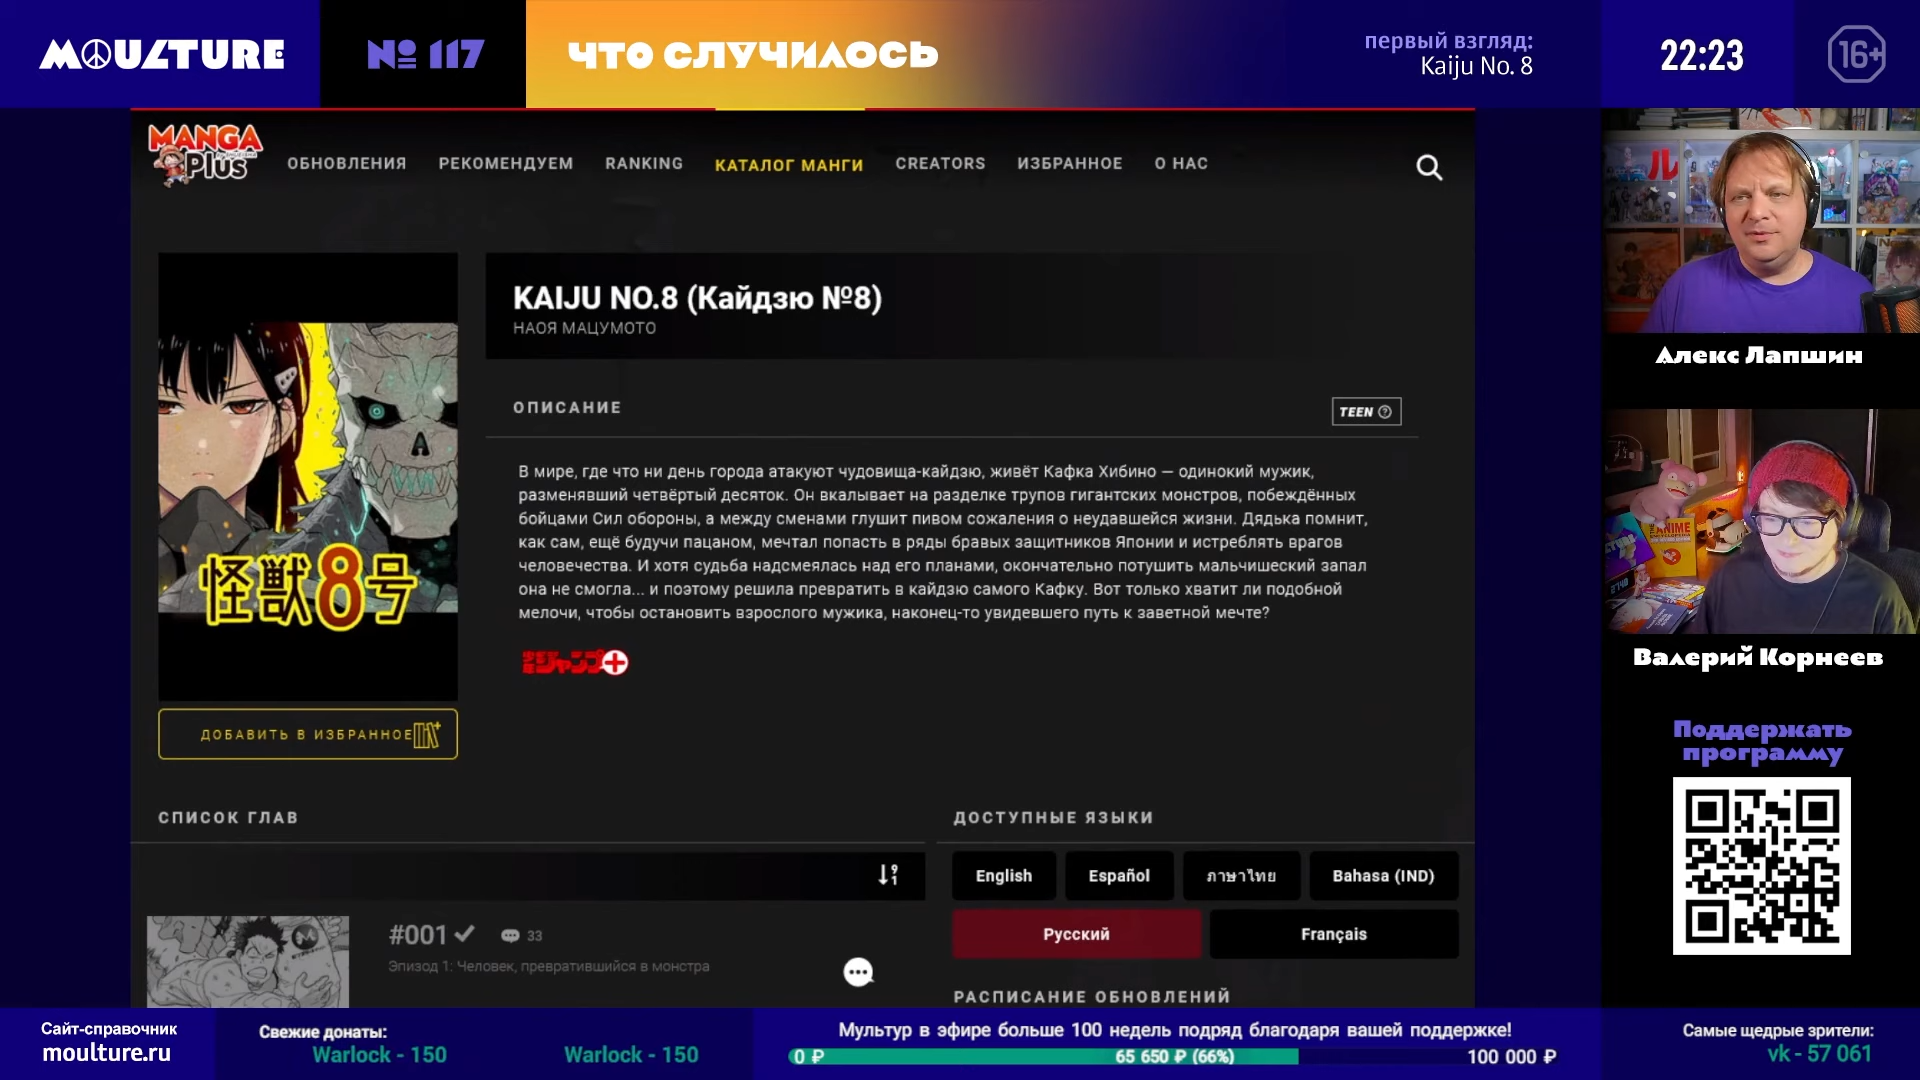 MOULTURE
№ 117
ЧТО СЛУЧИЛОСЬ
первый взгляд:
Kaiju No. 8
22:23
16+
MANGA
Plus
ОБНОВЛЕНИЯ РЕКОМЕНДУЕМ RANKING КАТАЛОГ МАНГИ CREATORS ИЗБРАННОЕ О НАС
KAIJU NO.8 (Кайдзю №8)
НАОЯ МАЦУМОТО
ОПИСАНИЕ
TEEN ?
В мире, где что ни день города атакуют чудовища-кайдзю, живёт Кафка Хибино — одинокий мужик,
разменявший четвёртый десяток. Он вкалывает на разделке трупов гигантских монстров, побеждённых
бойцами Сил обороны, а между сменами глушит пивом сожаления о неудавшейся жизни. Дядька помнит,
как сам, ещё будучи пацаном, мечтал попасть в ряды бравых защитников Японии и истреблять врагов
человечества. И хотя судьба надсмеялась над его планами, окончательно потушить мальчишеский запал
она не смогла... и поэтому решила превратить в кайдзю самого Кафку. Вот только хватит ли подобной
мелочи, чтобы остановить взрослого мужика, наконец-то увидевшего путь к заветной мечте?
怪獣8号
少年ジャンプ+
ДОБАВИТЬ В ИЗБРАННОЕ
СПИСОК ГЛАВ
#001 33
Эпизод 1: Человек, превратившийся в монстра
ДОСТУПНЫЕ ЯЗЫКИ
English Español ภาษาไทย Bahasa (IND)
Русский Français
РАСПИСАНИЕ ОБНОВЛЕНИЙ
ル
Алекс Лапшин
ANIME
Валерий Корнеев
Поддержать
программу
Сайт-справочник
moulture.ru
Свежие донаты:
Warlock - 150 Warlock - 150
Мультур в эфире больше 100 недель подряд благодаря вашей поддержке!
0 ₽ 65 650 ₽ (66%) 100 000 ₽
Самые щедрые зрители:
vk - 57 061